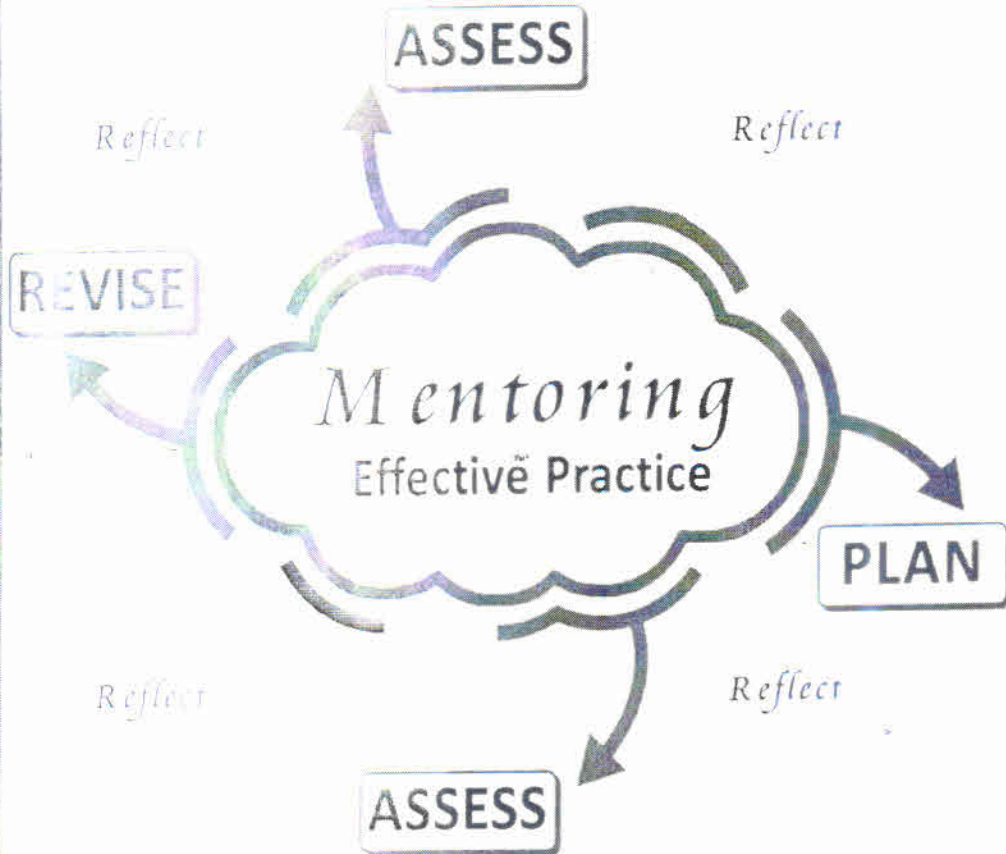 ASSESS
Reflect
Reflect
REVISE
Mentoring
Effective Practice
PLAN
Reflect
Reflect
ASSESS